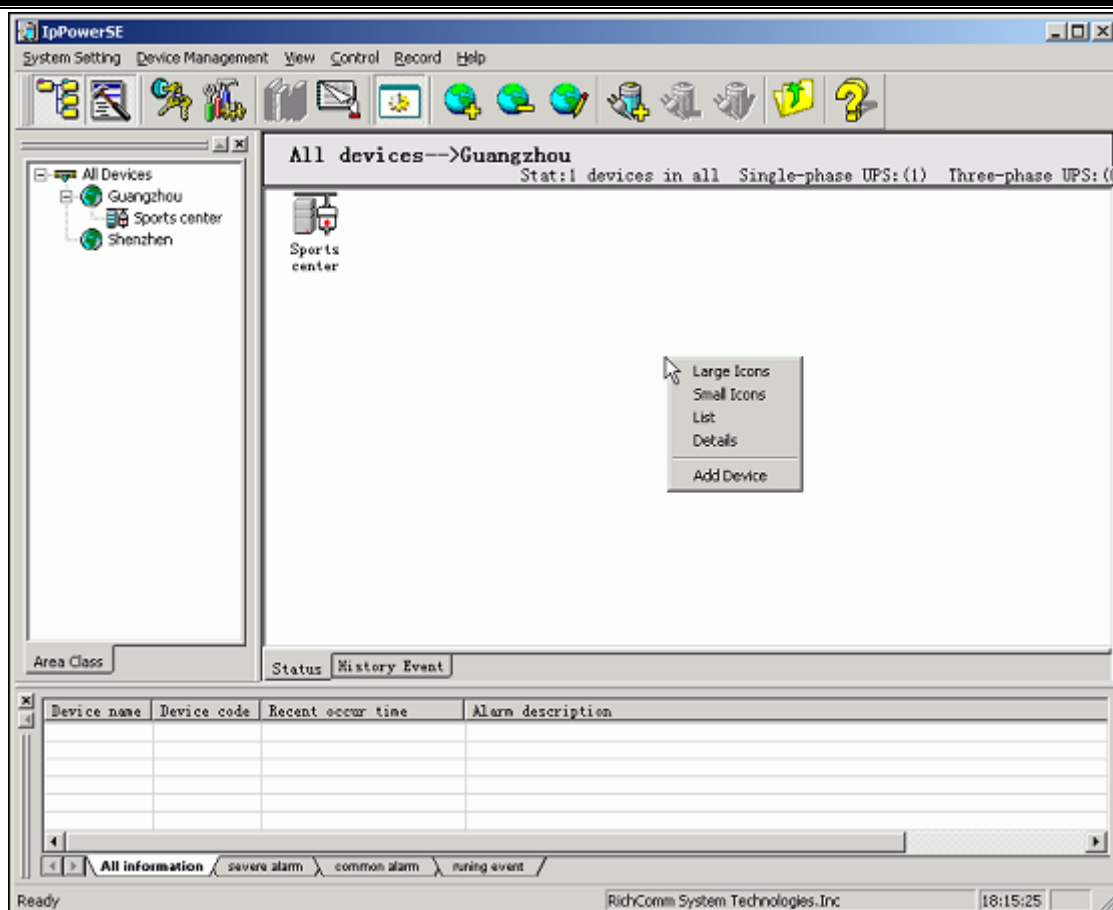 IpPowerSE
System Setting Device Management View Control Record Help
All devices-->Guangzhou
Stat:1 devices in all Single-phase UPS:(1) Three-phase UPS:(
All Devices
Guangzhou
Sports center
Shenzhen
Sports
center
Large Icons
Small Icons
List
Details
Add Device
Area Class
Status History Event
Device name Device code Recent occur time Alarm description
All information severe alarm common alarm runing event
Ready RichComm System Technologies.Inc 18:15:25